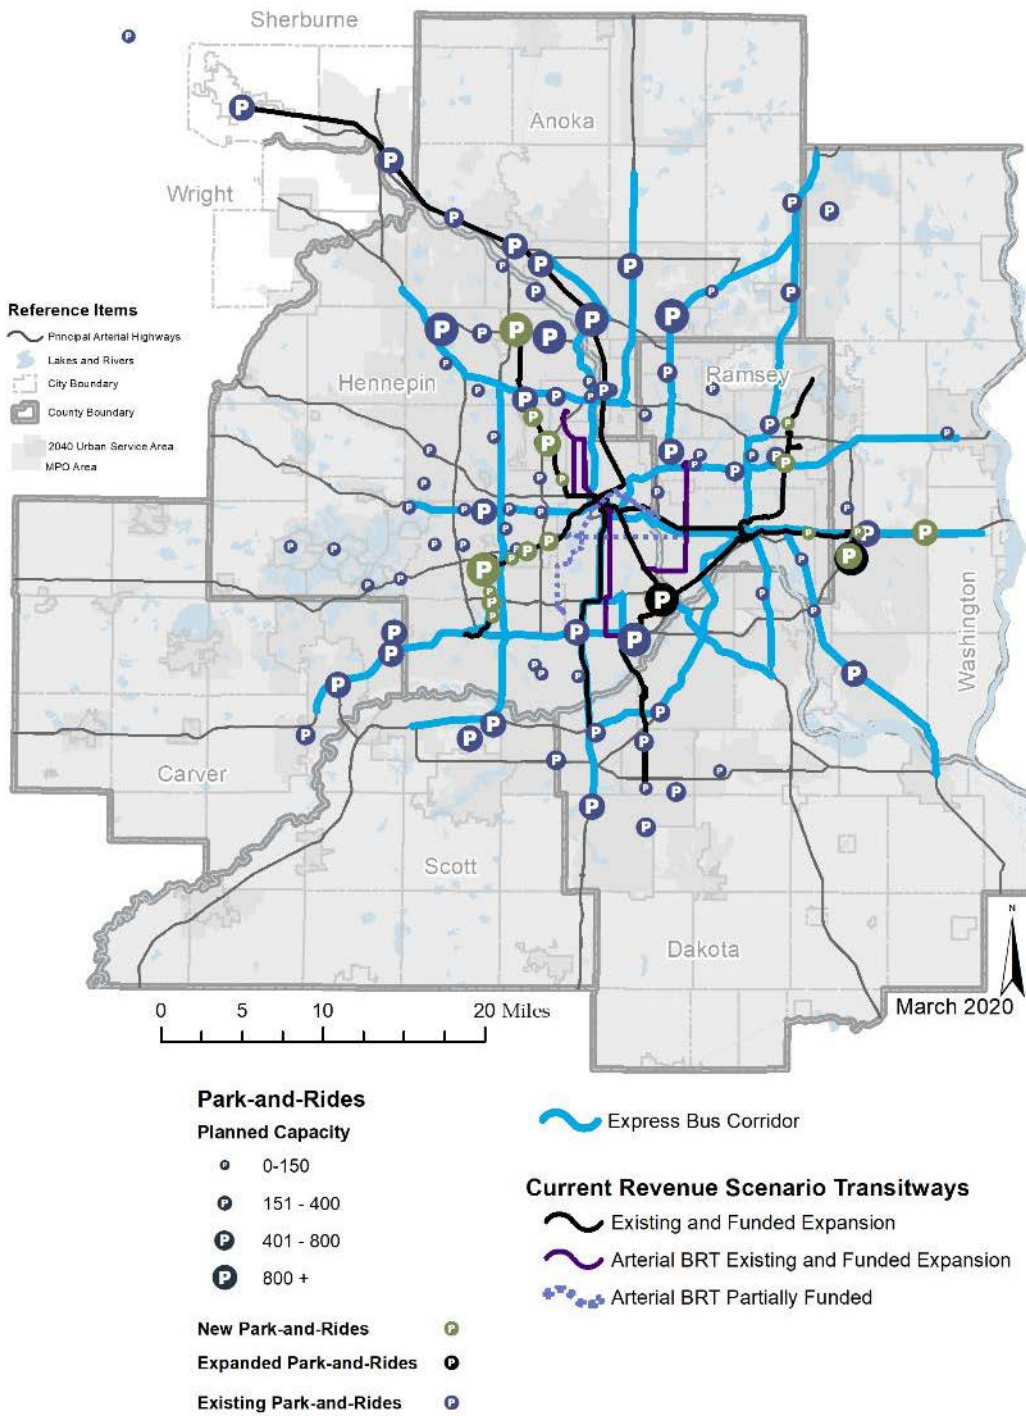 Sherburne
Anoka
Wright
Reference Items
Principal Arterial Highways
Lakes and Rivers
City Boundary
County Boundary
2040 Urban Service Area
MPO Area
Hennepin
Ramsey
Washington
Carver
Scott
Dakota
N
March 2020
0 5 10 20 Miles
Park-and-Rides
Planned Capacity
P 0-150
P 151 - 400
P 401 - 800
P 800 +
New Park-and-Rides P
Expanded Park-and-Rides P
Existing Park-and-Rides P
Express Bus Corridor
Current Revenue Scenario Transitways
Existing and Funded Expansion
Arterial BRT Existing and Funded Expansion
Arterial BRT Partially Funded